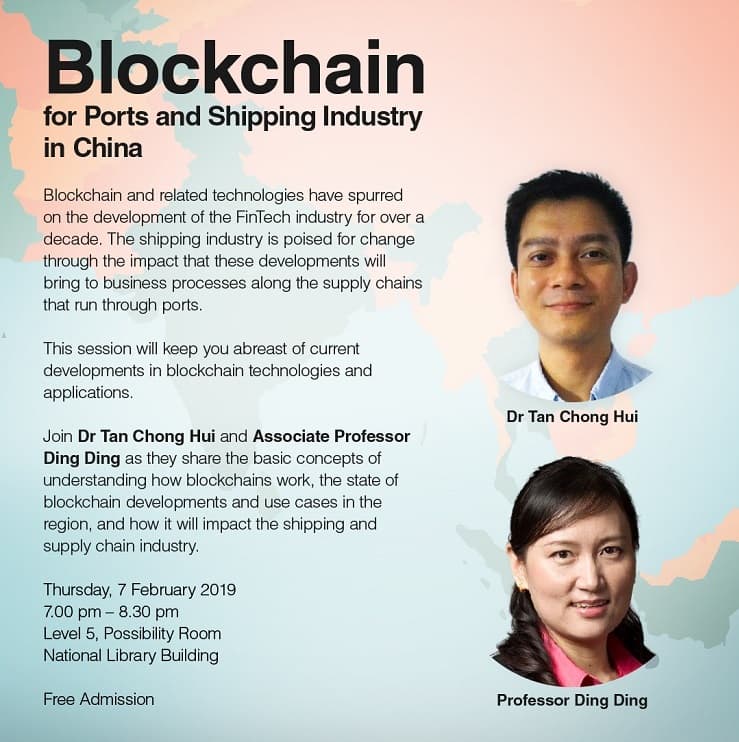 Blockchain
for Ports and Shipping Industry
in China
Blockchain and related technologies have spurred
on the development of the FinTech industry for over a
decade. The shipping industry is poised for change
through the impact that these developments will
bring to business processes along the supply chains
that run through ports.
This session will keep you abreast of current
developments in blockchain technologies and
applications.
Join Dr Tan Chong Hui and Associate Professor
Ding Ding as they share the basic concepts of
understanding how blockchains work, the state of
blockchain developments and use cases in the
region, and how it will impact the shipping and
supply chain industry.
Thursday, 7 February 2019
7.00 pm – 8.30 pm
Level 5, Possibility Room
National Library Building
Free Admission
Dr Tan Chong Hui
Professor Ding Ding